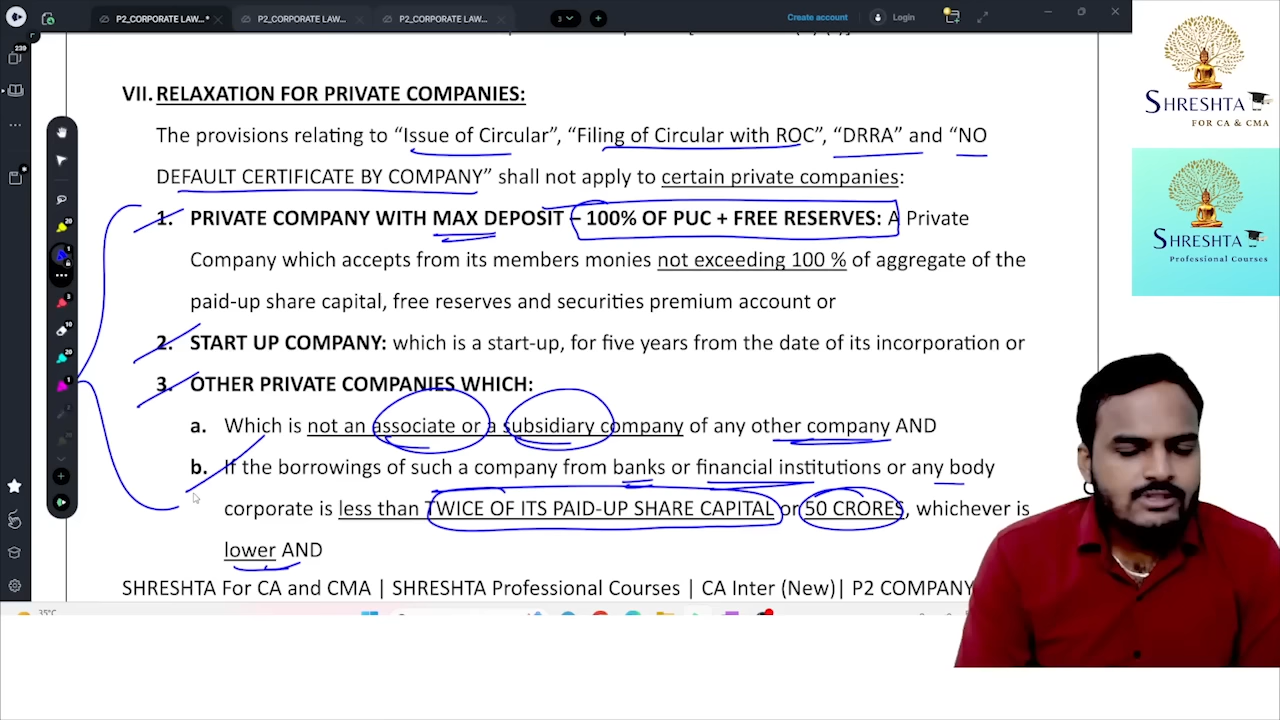 P2_CORPORATE LAW...*
P2_CORPORATE LAW...
P2_CORPORATE LAW...
3
Create account
Login
239
VII. RELAXATION FOR PRIVATE COMPANIES:
The provisions relating to “Issue of Circular”, “Filing of Circular with ROC”, “DRRA” and “NO
DEFAULT CERTIFICATE BY COMPANY” shall not apply to certain private companies:
1. PRIVATE COMPANY WITH MAX DEPOSIT – 100% OF PUC + FREE RESERVES: A Private
Company which accepts from its members monies not exceeding 100 % of aggregate of the
paid-up share capital, free reserves and securities premium account or
2. START UP COMPANY: which is a start-up, for five years from the date of its incorporation or
3. OTHER PRIVATE COMPANIES WHICH:
a. Which is not an associate or a subsidiary company of any other company AND
b. If the borrowings of such a company from banks or financial institutions or any body
corporate is less than TWICE OF ITS PAID-UP SHARE CAPITAL or 50 CRORES, whichever is
lower AND
SHRESHTA For CA and CMA | SHRESHTA Professional Courses | CA Inter (New)| P2 COMPANY
35°C
SHRESHTA
FOR CA & CMA
SHRESHTA
Professional Courses